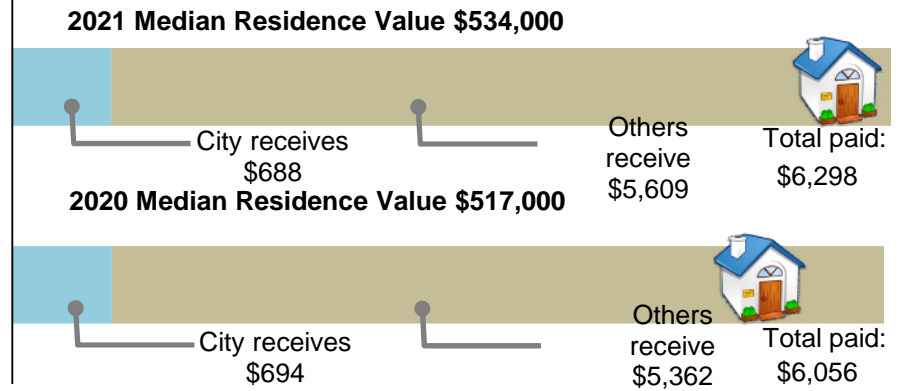 2021 Median Residence Value $534,000
City receives
$688
Others
receive
$5,609
Total paid:
$6,298
2020 Median Residence Value $517,000
City receives
$694
Others
receive
$5,362
Total paid:
$6,056